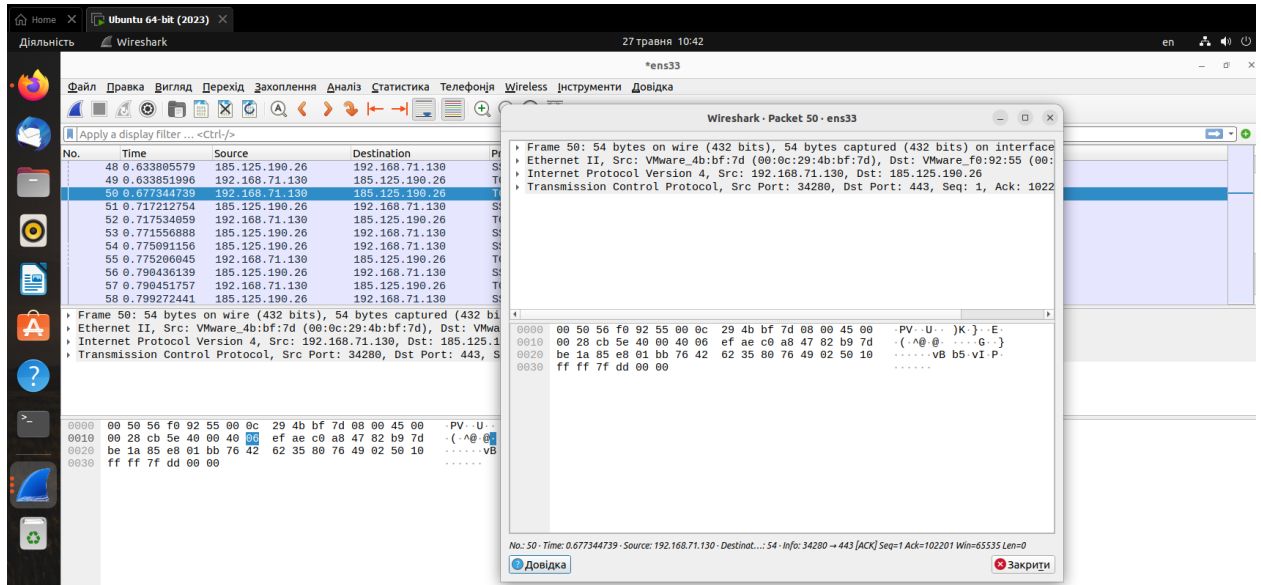 Home
Ubuntu 64-bit (2023)
Діяльність Wireshark 27 травня 10:42 en
*ens33
Файл Правка Вигляд Перехід Захоплення Аналіз Статистика Телефонія Wireless Інструменти Довідка
Apply a display filter … <Ctrl-/>
No. Time Source Destination
48 0.633805579 185.125.190.26 192.168.71.130
49 0.633851996 192.168.71.130 185.125.190.26
50 0.677344739 192.168.71.130 185.125.190.26
51 0.717212754 185.125.190.26 192.168.71.130
52 0.717534059 192.168.71.130 185.125.190.26
53 0.771556888 185.125.190.26 192.168.71.130
54 0.775091156 185.125.190.26 192.168.71.130
55 0.775206045 192.168.71.130 185.125.190.26
56 0.790436139 185.125.190.26 192.168.71.130
57 0.790451757 192.168.71.130 185.125.190.26
58 0.799272441 185.125.190.26 192.168.71.130
Frame 50: 54 bytes on wire (432 bits), 54 bytes captured (432 bi
Ethernet II, Src: VMware_4b:bf:7d (00:0c:29:4b:bf:7d), Dst: VMwa
Internet Protocol Version 4, Src: 192.168.71.130, Dst: 185.125.1
Transmission Control Protocol, Src Port: 34280, Dst Port: 443, S
0000 00 50 56 f0 92 55 00 0c 29 4b bf 7d 08 00 45 00 ·PV··U··
0010 00 28 cb 5e 40 00 40 06 ef ae c0 a8 47 82 b9 7d ·(·^@·@·
0020 be 1a 85 e8 01 bb 76 42 62 35 80 76 49 02 50 10 ······vB
0030 ff ff 7f dd 00 00 ······
Wireshark · Packet 50 · ens33
Frame 50: 54 bytes on wire (432 bits), 54 bytes captured (432 bits) on interface
Ethernet II, Src: VMware_4b:bf:7d (00:0c:29:4b:bf:7d), Dst: VMware_f0:92:55 (00:
Internet Protocol Version 4, Src: 192.168.71.130, Dst: 185.125.190.26
Transmission Control Protocol, Src Port: 34280, Dst Port: 443, Seq: 1, Ack: 1022
0000 00 50 56 f0 92 55 00 0c 29 4b bf 7d 08 00 45 00 ·PV··U·· )K·}··E·
0010 00 28 cb 5e 40 00 40 06 ef ae c0 a8 47 82 b9 7d ·(·^@·@· ····G··}
0020 be 1a 85 e8 01 bb 76 42 62 35 80 76 49 02 50 10 ······vB b5·vI·P·
0030 ff ff 7f dd 00 00 ······
No.: 50 · Time: 0.677344739 · Source: 192.168.71.130 · Destinat…: 54 · Info: 34280 → 443 [ACK] Seq=1 Ack=102201 Win=65535 Len=0
Довідка
Закрити